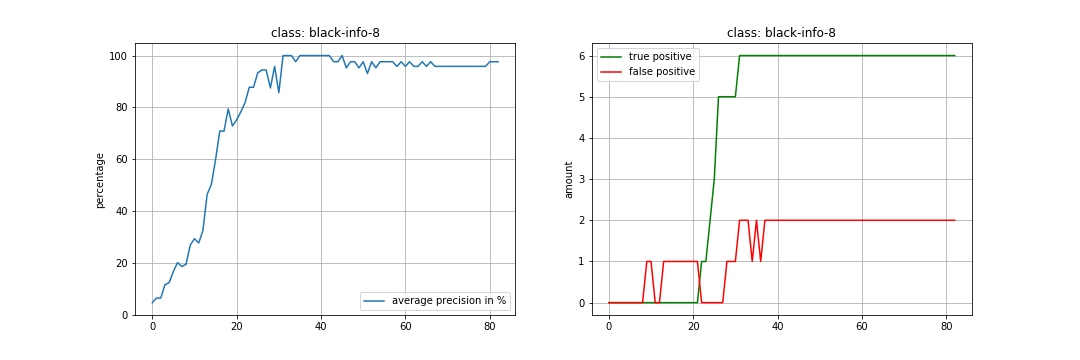 class: black-info-8
percentage
100
80
60
40
20
0
0 20 40 60 80
average precision in %
class: black-info-8
amount
6
5
4
3
2
1
0
0 20 40 60 80
true positive
false positive